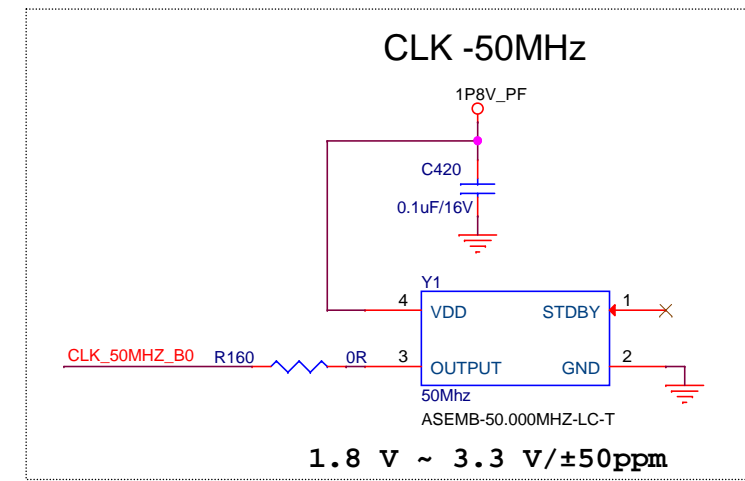 CLK -50MHz
1P8V_PF
C420
0.1uF/16V
Y1
4 VDD STDBY 1
CLK_50MHZ_B0 R160 0R 3 OUTPUT GND 2
50Mhz
ASEMB-50.000MHZ-LC-T
1.8 V ~ 3.3 V/±50ppm